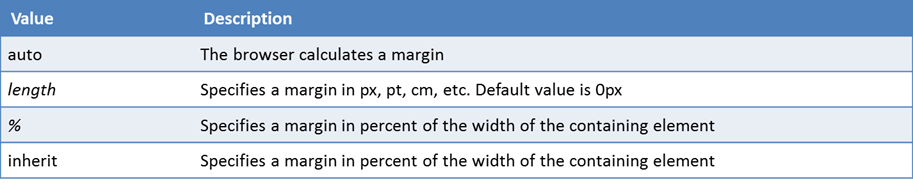 Value Description
auto The browser calculates a margin
length Specifies a margin in px, pt, cm, etc. Default value is 0px
% Specifies a margin in percent of the width of the containing element
inherit Specifies a margin in percent of the width of the containing element